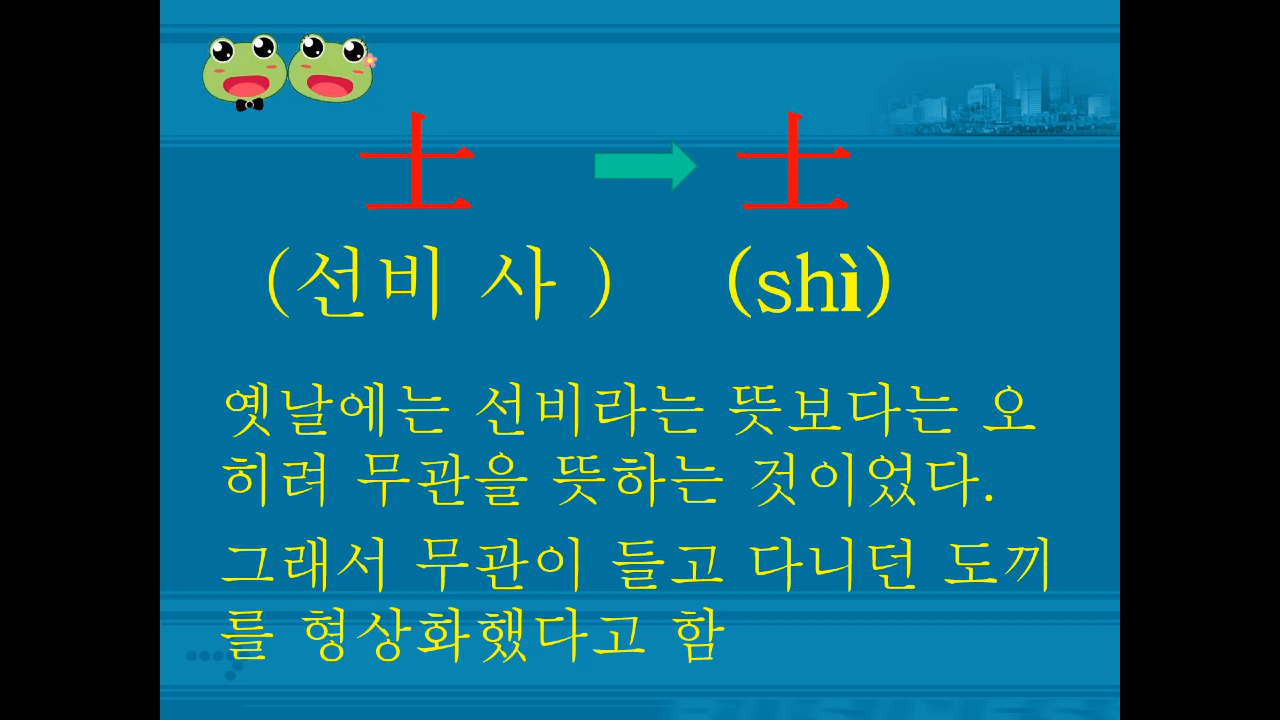 士 士
(선비 사 ) (shì)
옛날에는 선비라는 뜻보다는 오
히려 무관을 뜻하는 것이었다.
그래서 무관이 들고 다니던 도끼
를 형상화했다고 함